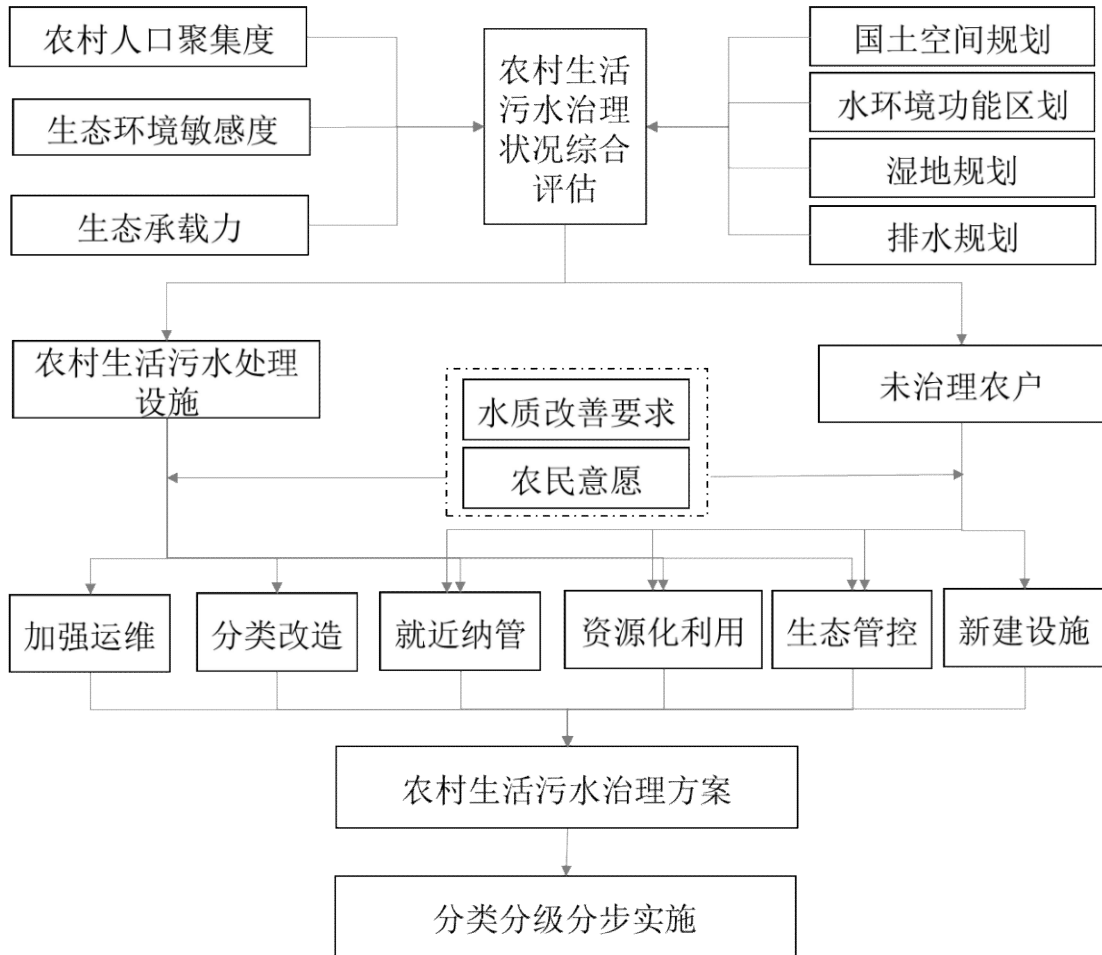 农村人口聚集度
生态环境敏感度
生态承载力
农村生活
污水治理
状况综合
评估
国土空间规划
水环境功能区划
湿地规划
排水规划
农村生活污水处理
设施
水质改善要求
农民意愿
未治理农户
加强运维
分类改造
就近纳管
资源化利用
生态管控
新建设施
农村生活污水治理方案
分类分级分步实施